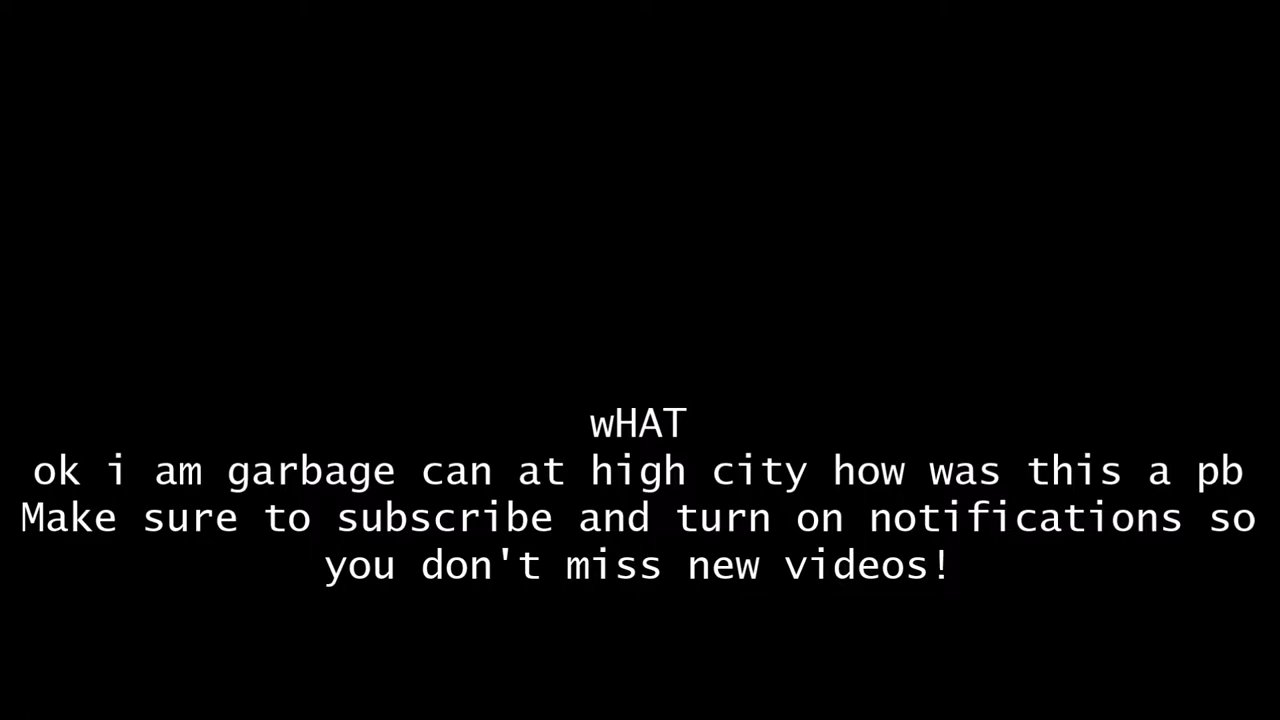 wHAT
ok i am garbage can at high city how was this a pb
Make sure to subscribe and turn on notifications so
you don't miss new videos!